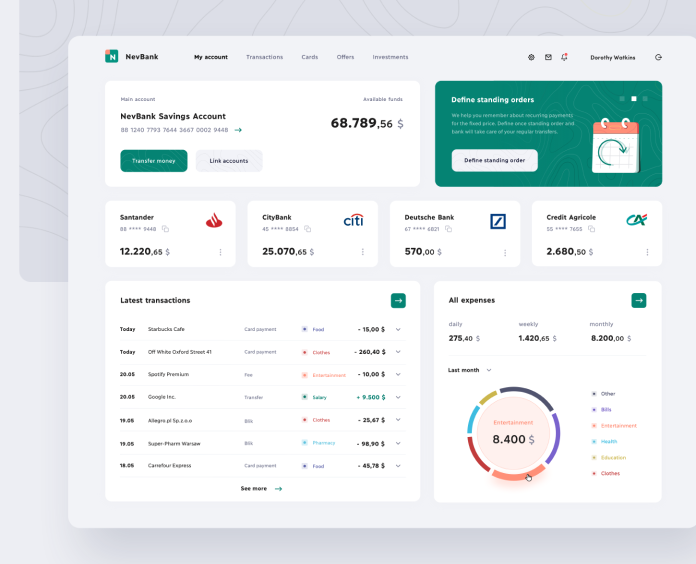 N NevBank My account Transactions Cards Offers Investments Dorothy Watkins
Main account Available funds
NevBank Savings Account
88 1240 7793 7644 3667 0002 9448 68.789,56 $
Transfer money Link accounts
Define standing orders
We help you remember about recurring payments
for the fixed price. Define once standing order and
bank will take care of your regular transfers.
Define standing order
Santander
88 **** 9448
12.220,65 $
CityBank
45 **** 8854
citi
25.070,65 $
Deutsche Bank
67 **** 6821
570,00 $
Credit Agricole
55 **** 7655
CA
2.680,50 $
Latest transactions
Today Starbucks Cafe Card payment Food - 15,00 $
Today Off White Oxford Street 41 Card payment Clothes - 260,40 $
20.05 Spotify Premium Fee Entertainment - 10,00 $
20.05 Google Inc. Transfer Salary + 9.500 $
19.05 Allegro.pl Sp.z.o.o Bills Clothes - 25,67 $
19.05 Super-Pharm Warsaw Bills Pharmacy - 98,90 $
18.05 Carrefour Express Card payment Food - 45,78 $
See more
All expenses
daily weekly monthly
275,40 $ 1.420,65 $ 8.200,00 $
Last month
Entertainment
8.400 $
Other
Bills
Entertainment
Health
Education
Clothes